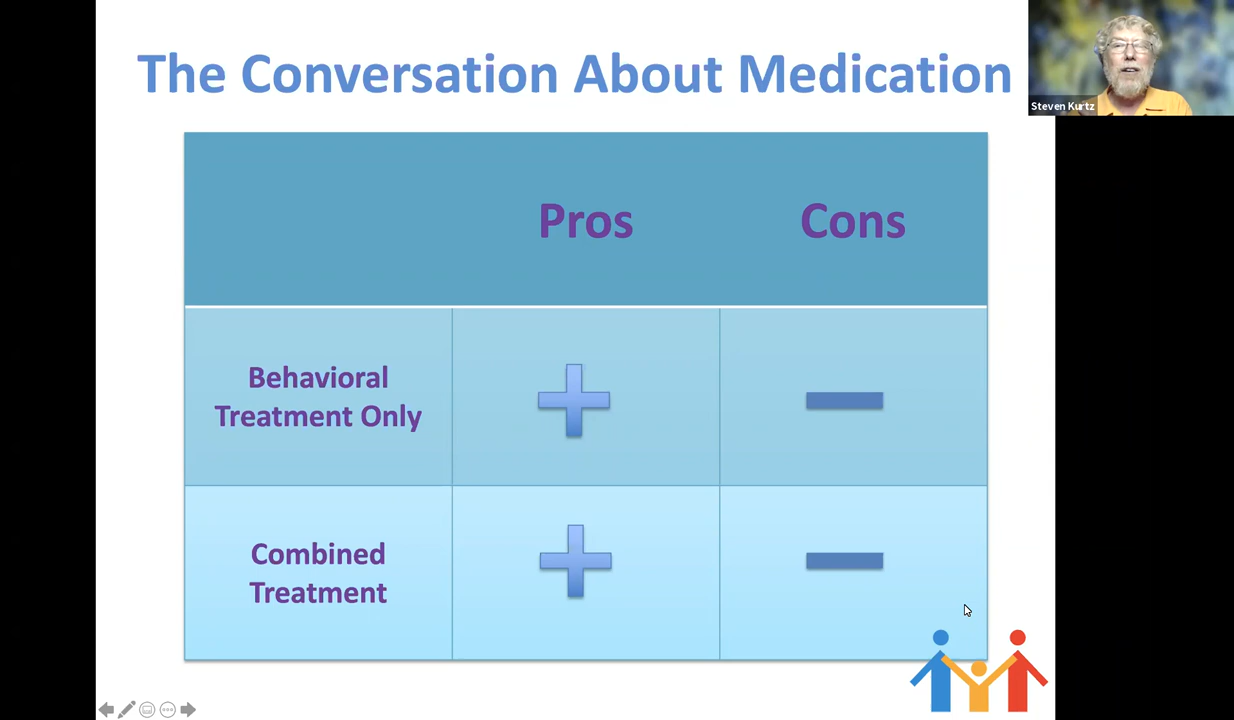 The Conversation About Medication
Steven Kurtz
Pros
Cons
Behavioral
Treatment Only
Combined
Treatment